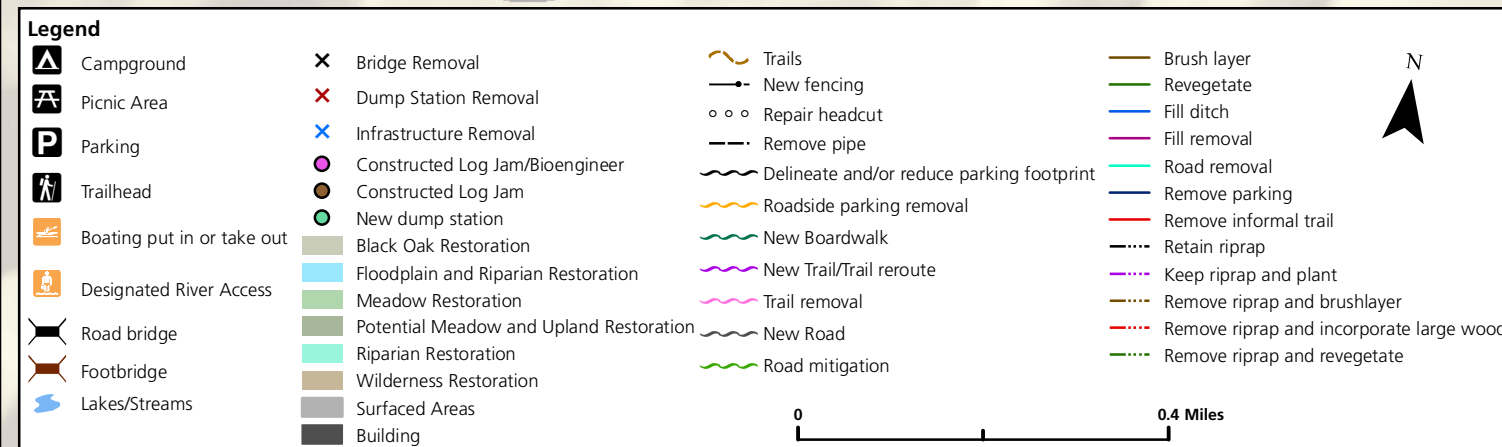 Legend
Campground
Picnic Area
P
Parking
Trailhead
Boating put in or take out
Designated River Access
Road bridge
Footbridge
Lakes/Streams
Bridge Removal
Dump Station Removal
Infrastructure Removal
Constructed Log Jam/Bioengineer
Constructed Log Jam
New dump station
Black Oak Restoration
Floodplain and Riparian Restoration
Meadow Restoration
Potential Meadow and Upland Restoration
Riparian Restoration
Wilderness Restoration
Surfaced Areas
Building
Trails
New fencing
Repair headcut
Remove pipe
Delineate and/or reduce parking footprint
Roadside parking removal
New Boardwalk
New Trail/Trail reroute
Trail removal
New Road
Road mitigation
Brush layer
Revegetate
Fill ditch
Fill removal
Road removal
Remove parking
Remove informal trail
Retain riprap
Keep riprap and plant
Remove riprap and brushlayer
Remove riprap and incorporate large wood
Remove riprap and revegetate
N
0 0.4 Miles